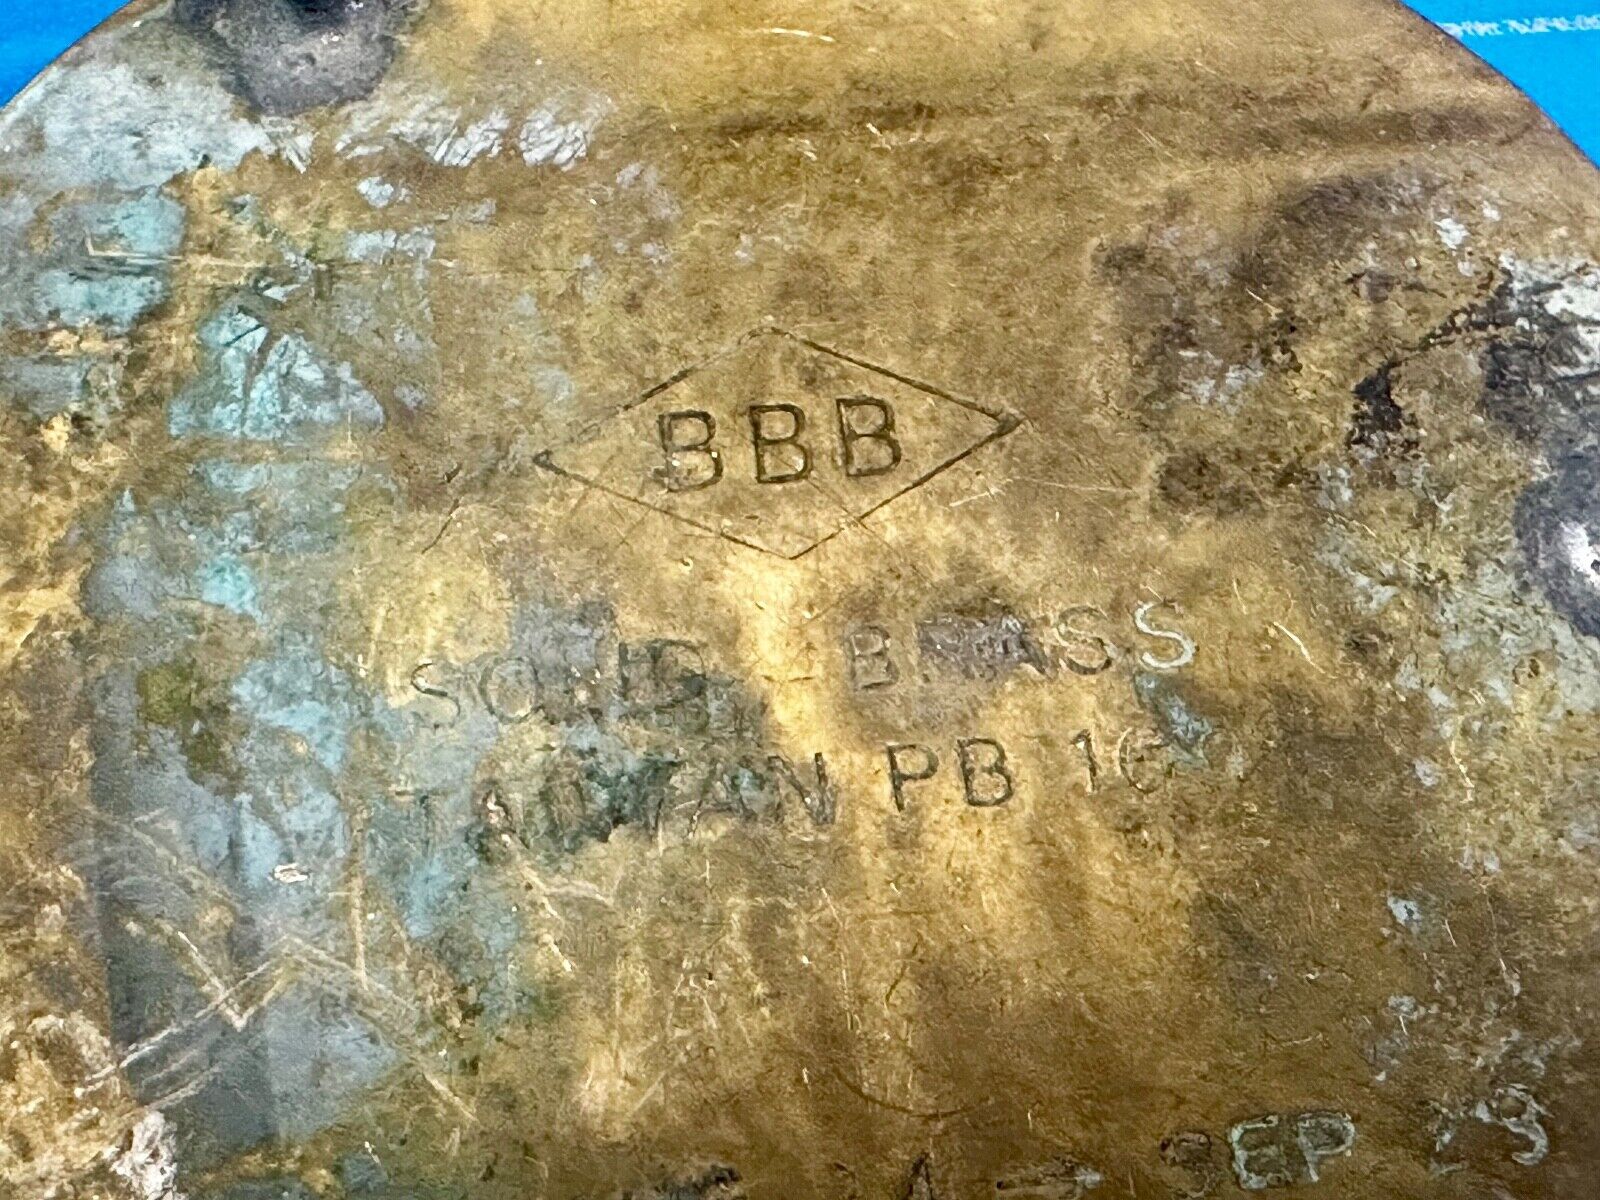 BBB
SOLID - BRASS
TAIWAN PB 16
SEP